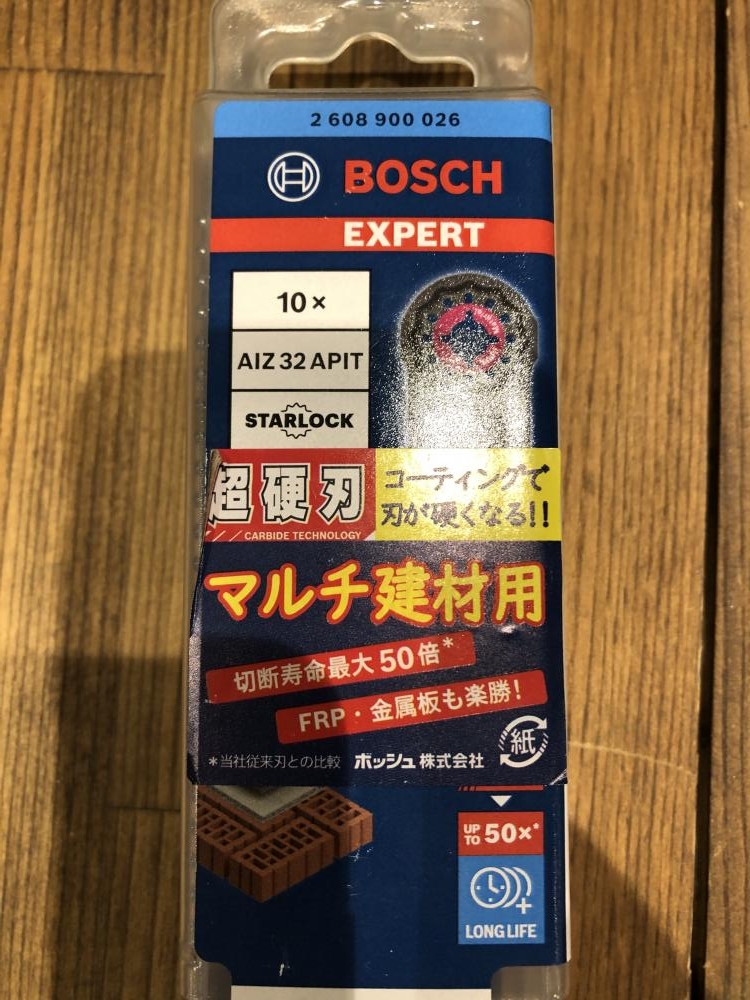 2 608 900 026
BOSCH
EXPERT
10×
AIZ 32 APIT
STARLOCK
超硬刃
CARBIDE TECHNOLOGY
コーティングで
刃が硬くなる!!
マルチ建材用
切断寿命最大50倍*
FRP・金属板も楽勝!
*当社従来刃との比較 ボッシュ株式会社
紙
UP TO 50×*
LONG LIFE